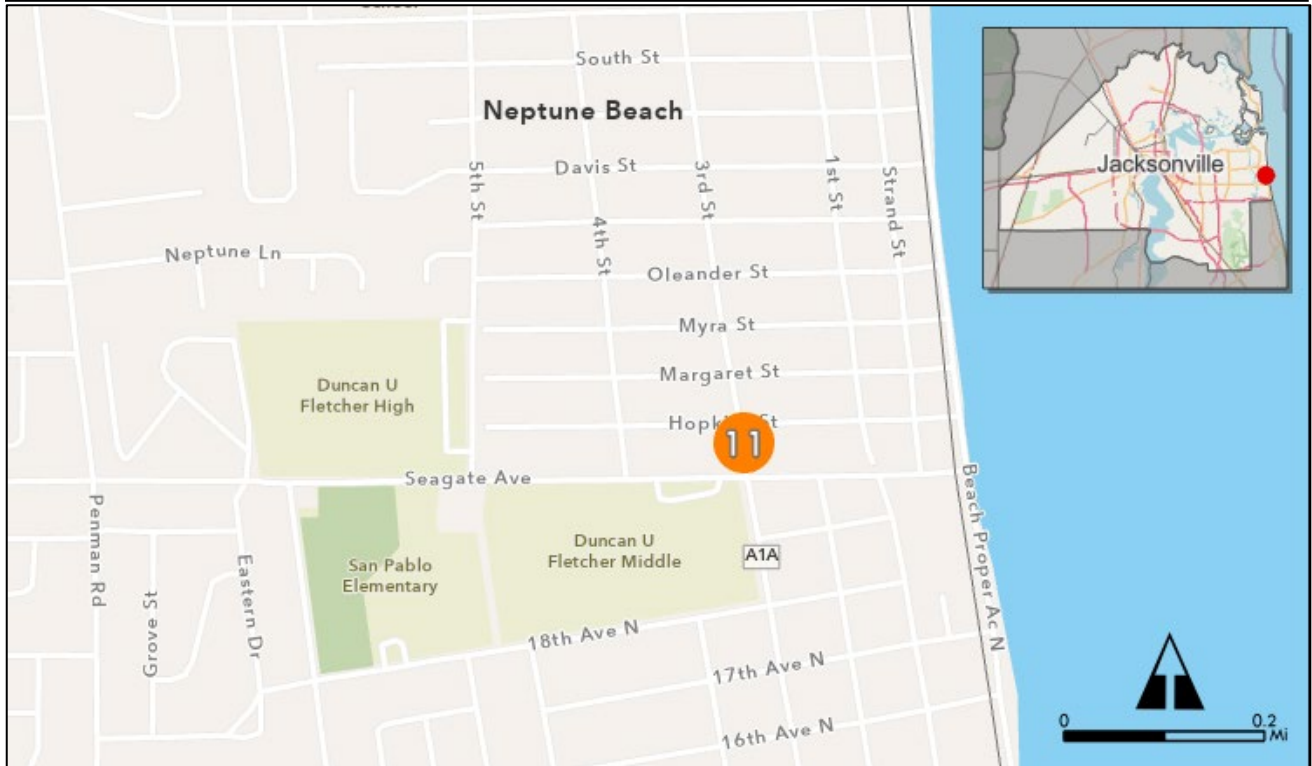 South St
Neptune Beach
Jacksonville
Davis St
5th St
4th St
3rd St
1st St
Strand St
Neptune Ln
Oleander St
Myra St
Margaret St
Duncan U
Fletcher High
11
Seagate Ave
Penman Rd
Grove St
Eastern Dr
San Pablo
Elementary
Duncan U
Fletcher Middle
A1A
Beach Proper Ac N
18th Ave N
17th Ave N
16th Ave N
0
0.2
Mi